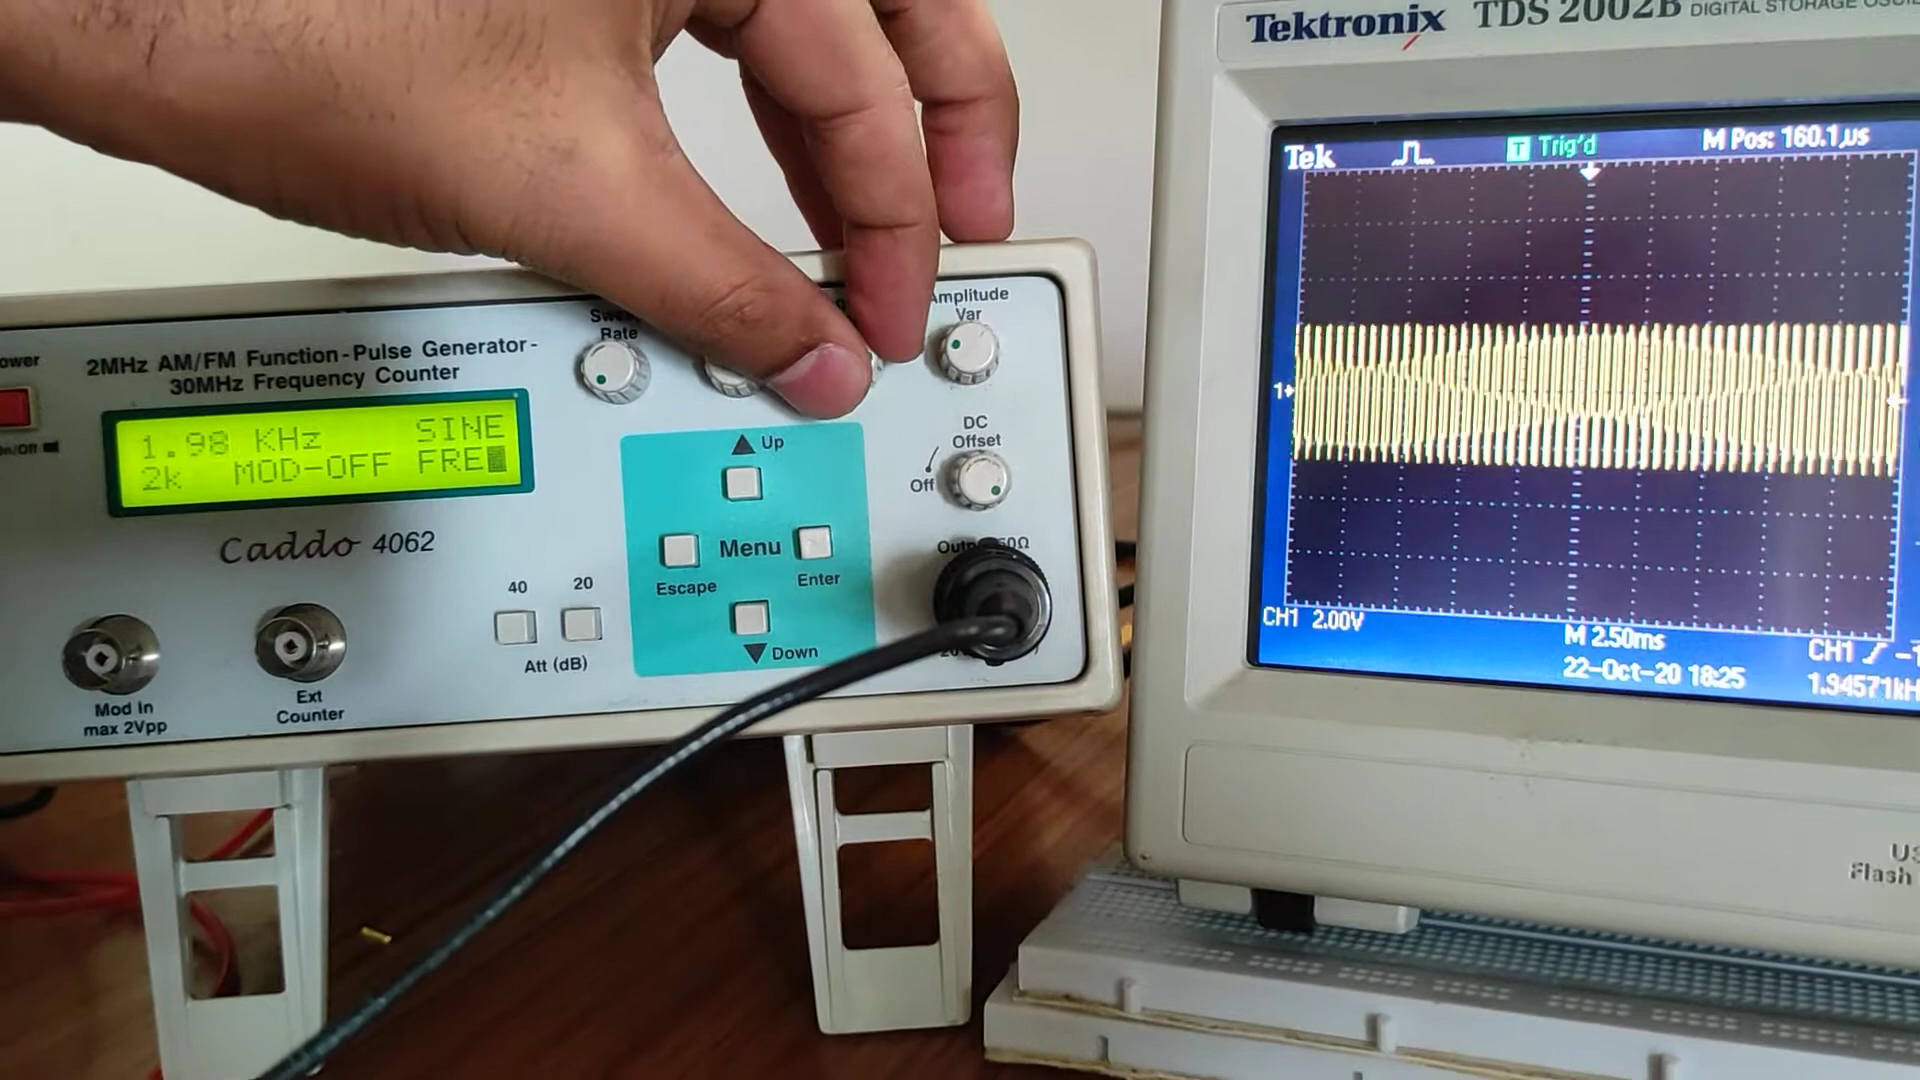 Tektronix TDS 2002B DIGITAL STORAGE
Tek Trig'd M Pos: 160.1µs
1
CH1 2.00V M 2.50ms CH1
22-Oct-20 18:25
Flash
2MHz AM/FM Function-Pulse Generator-
30MHz Frequency Counter
1.98 KHz SINE
2k MOD-OFF FRE
Caddo 4062
Rate
Amplitude
Var
DC
Offset
Off
Up
Menu
Escape
Enter
Down
40 20
Att (dB)
Mod In
max 2Vpp
Ext
Counter